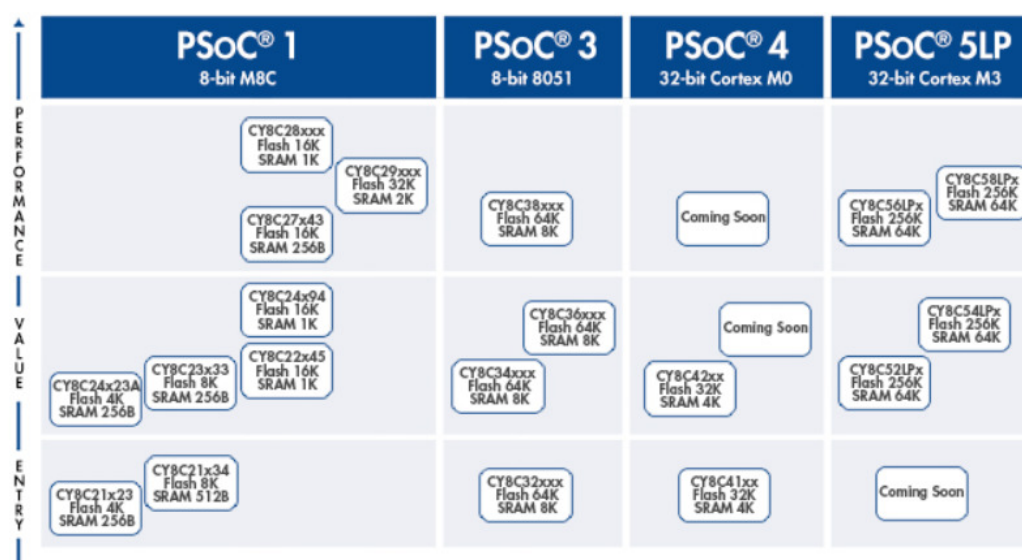 PSoC® 1
8-bit M8C
PSoC® 3
8-bit 8051
PSoC® 4
32-bit Cortex M0
PSoC® 5LP
32-bit Cortex M3
PERFORMANCE
CY8C28xxx
Flash 16K
SRAM 1K
CY8C29xxx
Flash 32K
SRAM 2K
CY8C27x43
Flash 16K
SRAM 256B
CY8C38xxx
Flash 64K
SRAM 8K
Coming Soon
CY8C58LPx
Flash 256K
SRAM 64K
CY8C56LPx
Flash 256K
SRAM 64K
VALUE
CY8C24x94
Flash 16K
SRAM 1K
CY8C22x45
Flash 16K
SRAM 1K
CY8C23x33
Flash 8K
SRAM 256B
CY8C24x23A
Flash 4K
SRAM 256B
CY8C36xxx
Flash 64K
SRAM 8K
CY8C34xxx
Flash 64K
SRAM 8K
Coming Soon
CY8C42xx
Flash 32K
SRAM 4K
CY8C54LPx
Flash 256K
SRAM 64K
CY8C52LPx
Flash 256K
SRAM 64K
ENTRY
CY8C21x34
Flash 8K
SRAM 512B
CY8C21x23
Flash 4K
SRAM 256B
CY8C32xxx
Flash 64K
SRAM 8K
CY8C41xx
Flash 32K
SRAM 4K
Coming Soon